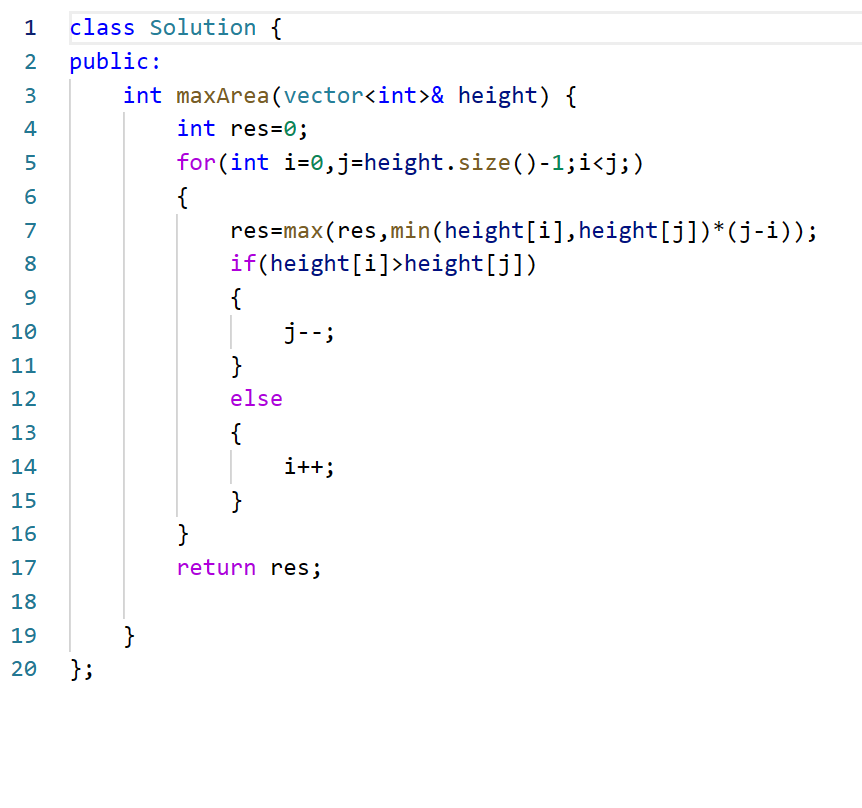 1 class Solution {
2 public:
3     int maxArea(vector<int>& height) {
4         int res=0;
5         for(int i=0,j=height.size()-1;i<j;)
6         {
7             res=max(res,min(height[i],height[j])*(j-i));
8             if(height[i]>height[j])
9             {
10                 j--;
11             }
12             else
13             {
14                 i++;
15             }
16         }
17         return res;
18
19     }
20 };